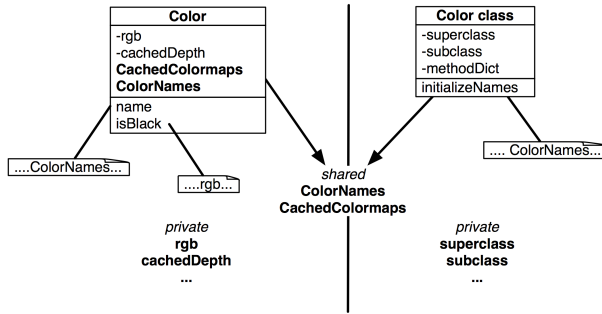 Color
-rgb
-cachedDepth
CachedColormaps
ColorNames
name
isBlack
....ColorNames...
....rgb...
Color class
-superclass
-subclass
-methodDict
initializeNames
.... ColorNames...
shared
ColorNames
CachedColormaps
private
rgb
cachedDepth
...
private
superclass
subclass
...